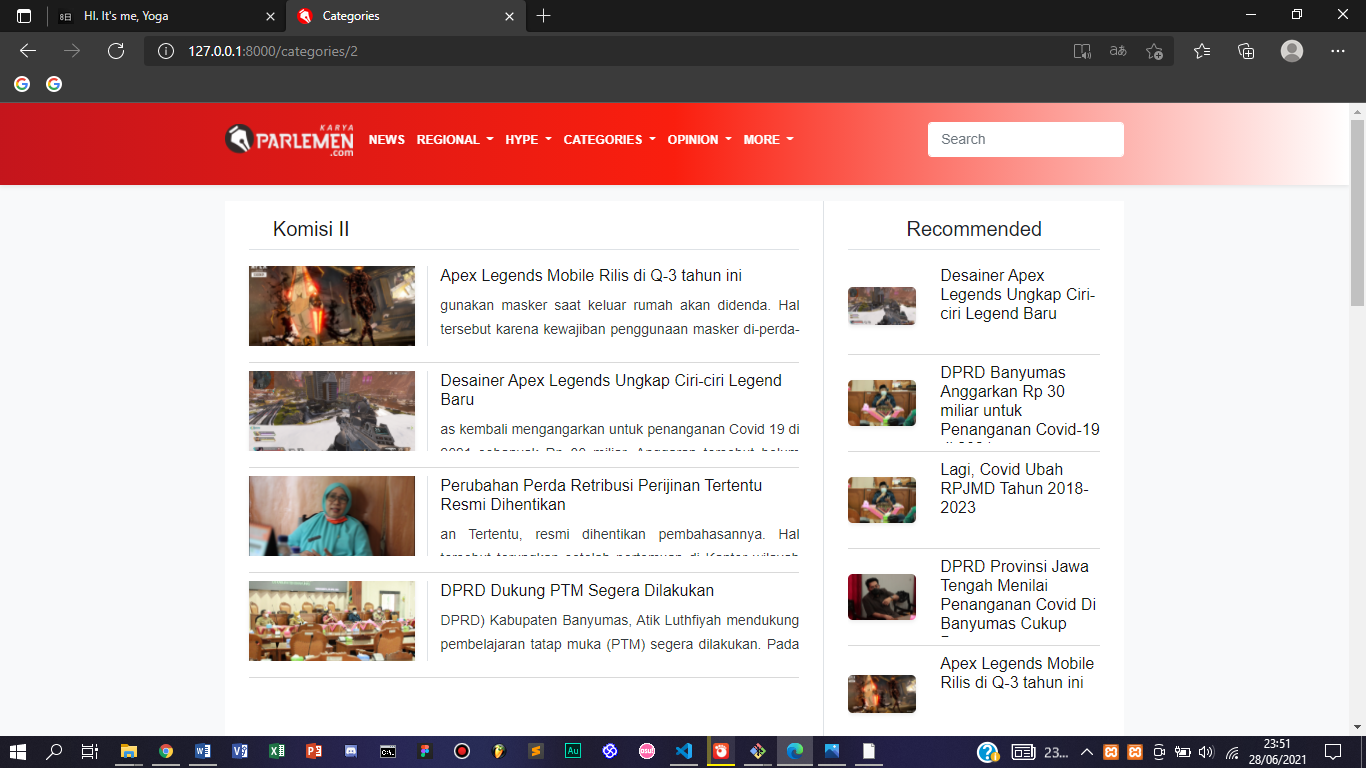 HI. It's me, Yoga
Categories
127.0.0.1:8000/categories/2
KARYA
PARLEMEN
.com
NEWS REGIONAL HYPE CATEGORIES OPINION MORE
Search
Komisi II
Apex Legends Mobile Rilis di Q-3 tahun ini
gunakan masker saat keluar rumah akan didenda. Hal
tersebut karena kewajiban penggunaan masker di-perda-
Desainer Apex Legends Ungkap Ciri-ciri Legend
Baru
as kembali mengangarkan untuk penanganan Covid 19 di
Perubahan Perda Retribusi Perijinan Tertentu
Resmi Dihentikan
an Tertentu, resmi dihentikan pembahasannya. Hal
DPRD Dukung PTM Segera Dilakukan
DPRD) Kabupaten Banyumas, Atik Luthfiyah mendukung
pembelajaran tatap muka (PTM) segera dilakukan. Pada
Recommended
Desainer Apex
Legends Ungkap Ciri-
ciri Legend Baru
DPRD Banyumas
Anggarkan Rp 30
miliar untuk
Penanganan Covid-19
Lagi, Covid Ubah
RPJMD Tahun 2018-
2023
DPRD Provinsi Jawa
Tengah Menilai
Penanganan Covid Di
Banyumas Cukup
Apex Legends Mobile
Rilis di Q-3 tahun ini
23...
23:51
28/06/2021